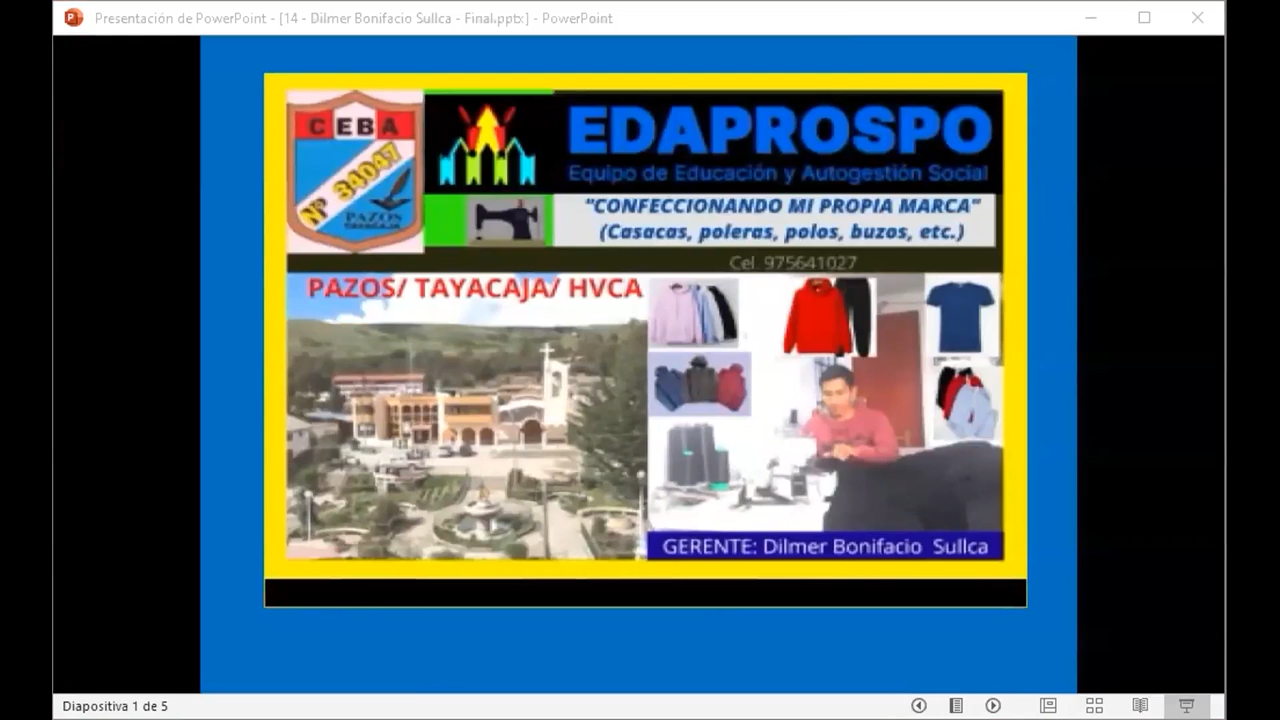 Presentación de PowerPoint - [14 - Dilmer Bonifacio Sullca - Final.pptx] - PowerPoint
CEBA
Nº 34047
PAZOS
EDAPROSPO
Equipo de Educación y Autogestión Social
"CONFECCIONANDO MI PROPIA MARCA"
(Casacas, poleras, polos, buzos, etc.)
Cel. 975641027
PAZOS/ TAYACAJA/ HVCA
GERENTE: Dilmer Bonifacio Sullca
Diapositiva 1 de 5